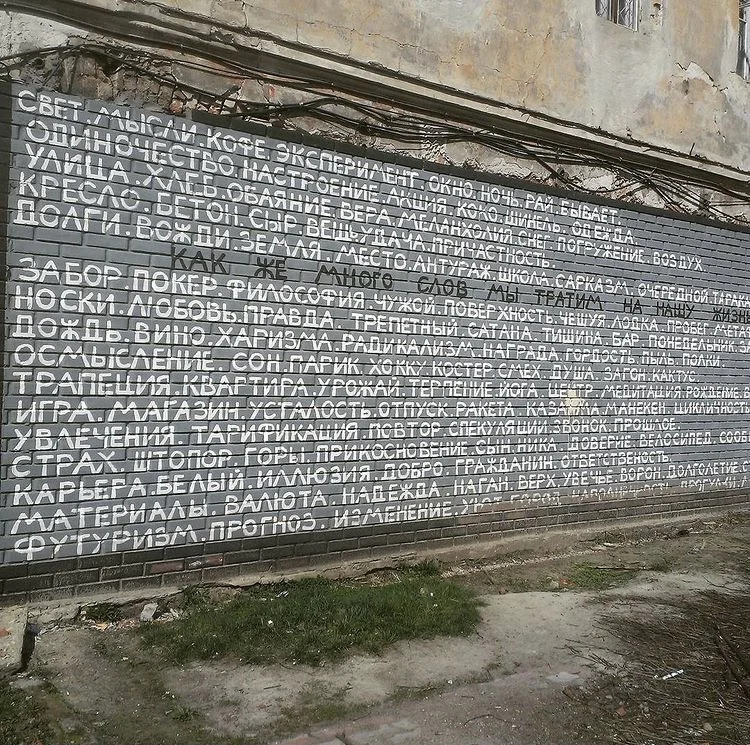 СВЕТ. МЫСЛИ. КОФЕ ЭКСПЕРИМЕНТ. ОКНО. НОЧЬ. РАЙ. БЫВАЕТ.
ОДИНОЧЕСТВО. НАСТРОЕНИЕ. АКЦИЯ. КОКО. ШИНЕЛЬ. ОДЕЖДА.
УЛИЦА. ХЛЕБ. ОБАЯНИЕ. ВЕРА. МЕЛАНХОЛИЯ. СНЕГ. ПОГРУЖЕНИЕ. ВОЗДУХ.
КРЕСЛО. БЕТОН. СЫР. ВЕЩЬ. УДАЧА. ПРИЧАСТНОСТЬ.
ДОЛГИ. ВОЖДИ. ЗЕМЛЯ. МЕСТО. АНТУРАЖ. ШКОЛА. САРКАЗМ. ОЧЕРЕДНОЙ.
КАК ЖЕ МНОГО СЛОВ МЫ ТРАТИМ НА НАШУ ЖИЗНЬ
ЗАБОР. ПОКЕР. ФИЛОСОФИЯ. ЧУЖОЙ. ПОВЕРХНОСТЬ. ЧЕШУЯ. ЛОДКА. ПРОБЕГ.
НОСКИ. ЛЮБОВЬ. ПРАВДА. ТРЕПЕТНЫЙ. САТАНА. ТИШИНА. БАР. ПОНЕДЕЛЬНИК.
ДОЖДЬ. ВИНО. ХАРИЗМА. РАДИКАЛИЗМ. НАГРАДА. ГОРДОСТЬ. ПЫЛЬ. ПОЛКИ.
ОСМЫСЛЕНИЕ. СОН. ПАРИК. ХОККУ. КОСТЕР. СМЕХ. ДУША. ЗАГОН. КАКТУС.
ТРАПЕЦИЯ. КВАРТИРА. УРОЖАЙ. ТЕРПЕНИЕ. ЙОГА. ЦЕНТР. МЕДИТАЦИЯ. РОЖДЕНИЕ.
ИГРА. МАГАЗИН. УСТАЛОСТЬ. ОТПУСК. РАКЕТА. МАНЕКЕН. ЦИКЛИЧНОСТЬ
УВЛЕЧЕНИЯ. ТАРИФИКАЦИЯ. ПОВТОР. СПЕКУЛЯЦИИ. ЗВОНОК. ПРОШЛОЕ.
СТРАХ. ШТОПОР. ГОРЫ. ПРИКОСНОВЕНИЕ. СЫН. НИКА. ДОВЕРИЕ. ВЕЛОСИПЕД. СООБ
КАРЬЕРА. БЕЛЫЙ. ИЛЛЮЗИЯ. ДОБРО. ГРАЖДАНИН. ОТВЕТСТВЕНОСТЬ.
МАТЕРИАЛЫ. ВАЛЮТА. НАДЕЖДА. НАГАН. ВЕРХ. УВЕЧЬЕ. ВОРОН. ДОЛГОЛЕТИЕ.
ФУТУРИЗМ. ПРОГНОЗ. ИЗМЕНЕНИЕ.